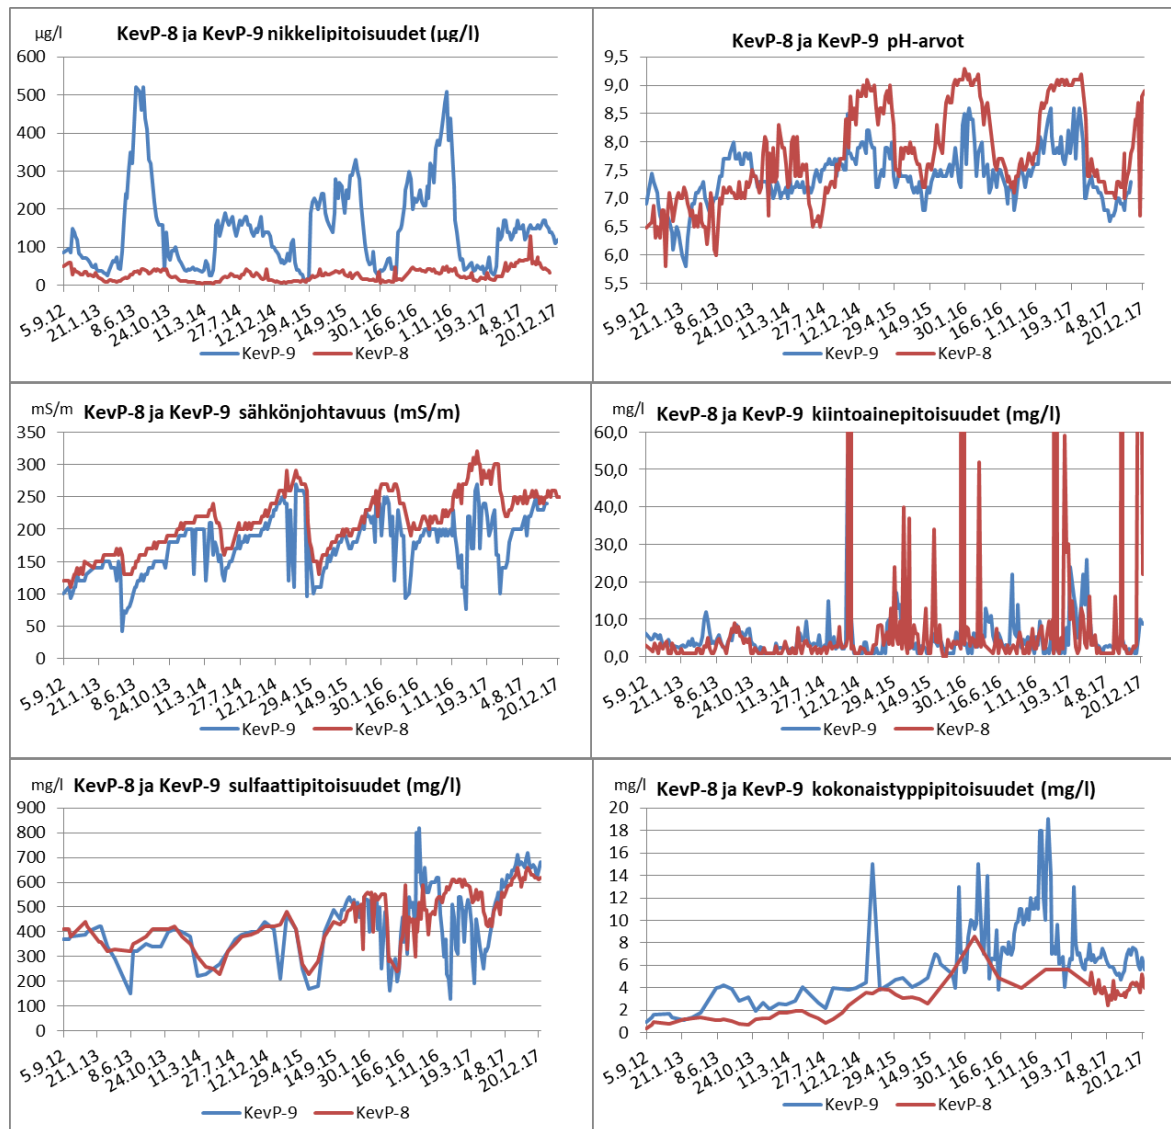 µg/l
KevP-8 ja KevP-9 nikkelipitoisuudet (µg/l)
600
500
400
300
200
100
0
5.9.12 21.1.13 8.6.13 24.10.13 11.3.14 27.7.14 12.12.14 29.4.15 14.9.15 30.1.16 16.6.16 1.11.16 19.3.17 4.8.17 20.12.17
KevP-9 KevP-8
KevP-8 ja KevP-9 pH-arvot
9,5
9,0
8,5
8,0
7,5
7,0
6,5
6,0
5,5
5.9.12 21.1.13 8.6.13 24.10.13 11.3.14 27.7.14 12.12.14 29.4.15 14.9.15 30.1.16 16.6.16 1.11.16 19.3.17 4.8.17 20.12.17
KevP-9 KevP-8
mS/m
KevP-8 ja KevP-9 sähkönjohtavuus (mS/m)
350
300
250
200
150
100
50
0
5.9.12 21.1.13 8.6.13 24.10.13 11.3.14 27.7.14 12.12.14 29.4.15 14.9.15 30.1.16 16.6.16 1.11.16 19.3.17 4.8.17 20.12.17
KevP-9 KevP-8
mg/l
KevP-8 ja KevP-9 kiintoainepitoisuudet (mg/l)
60,0
50,0
40,0
30,0
20,0
10,0
0,0
5.9.12 21.1.13 8.6.13 24.10.13 11.3.14 27.7.14 12.12.14 29.4.15 14.9.15 30.1.16 16.6.16 1.11.16 19.3.17 4.8.17 20.12.17
KevP-9 KevP-8
mg/l
KevP-8 ja KevP-9 sulfaattipitoisuudet (mg/l)
900
800
700
600
500
400
300
200
100
0
5.9.12 21.1.13 8.6.13 24.10.13 11.3.14 27.7.14 12.12.14 29.4.15 14.9.15 30.1.16 16.6.16 1.11.16 19.3.17 4.8.17 20.12.17
KevP-9 KevP-8
mg/l
KevP-8 ja KevP-9 kokonaistyppipitoisuudet (mg/l)
20
18
16
14
12
10
8
6
4
2
0
5.9.12 21.1.13 8.6.13 24.10.13 11.3.14 27.7.14 12.12.14 29.4.15 14.9.15 30.1.16 16.6.16 1.11.16 19.3.17 4.8.17 20.12.17
KevP-9 KevP-8